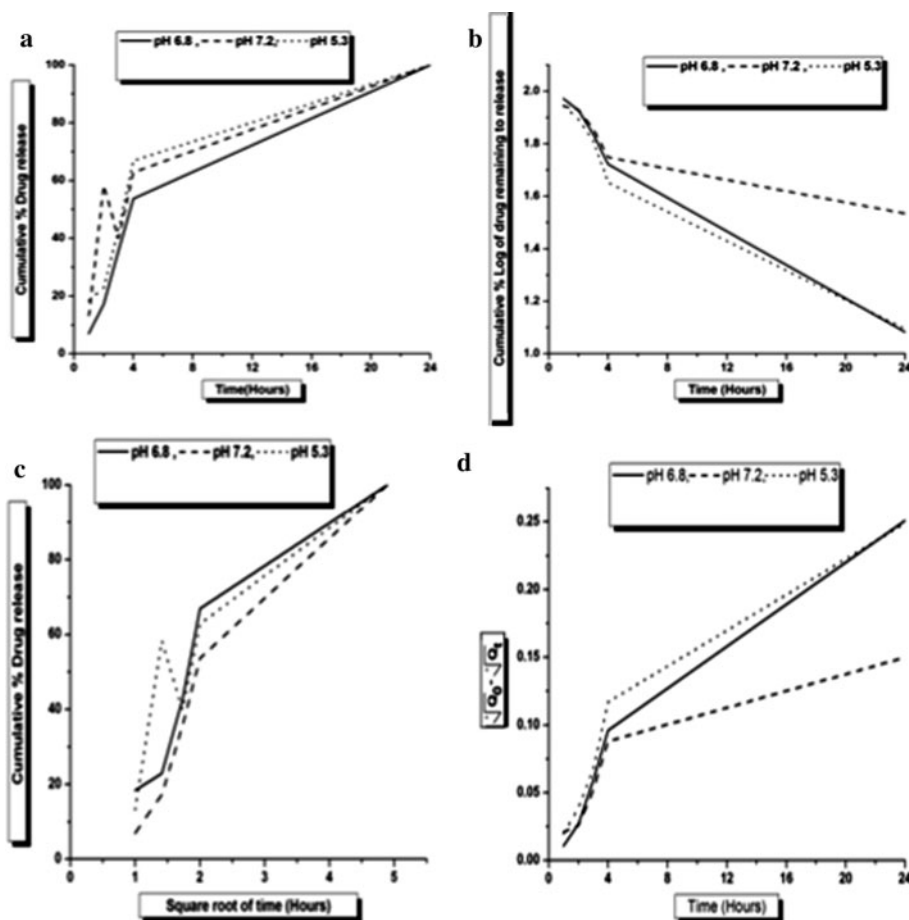 a
pH 6.8 , pH 7.2, pH 5.3
Cumulative % Drug release
100
80
60
40
20
0
0 4 8 12 16 20 24
Time(Hours)
b
pH 6.8 , pH 7.2, pH 5.3
Cumulative % Log of drug remaining to release
2.0
1.8
1.6
1.4
1.2
1.0
0 4 8 12 16 20 24
Time (Hours)
c
pH 6.8 , pH 7.2, pH 5.3
Cumulative % Drug release
100
80
60
40
20
0
0 1 2 3 4 5
Square root of time (Hours)
d
pH 6.8, pH 7.2, pH 5.3
√Q0-√Qt
0.25
0.20
0.15
0.10
0.05
0.00
0 4 8 12 16 20 24
Time (Hours)